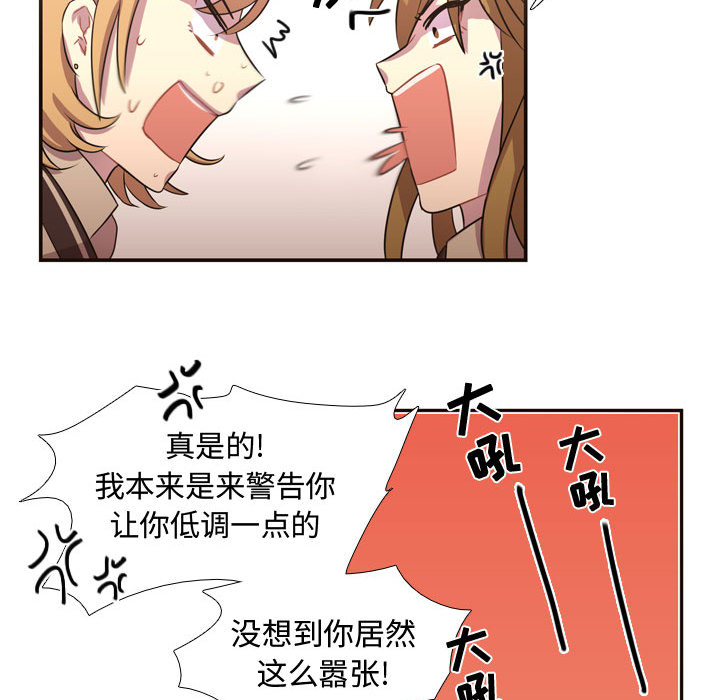 真是的!
我本来是来警告你
让你低调一点的
大吼
大吼
没想到你居然
这么嚣张!
大吼